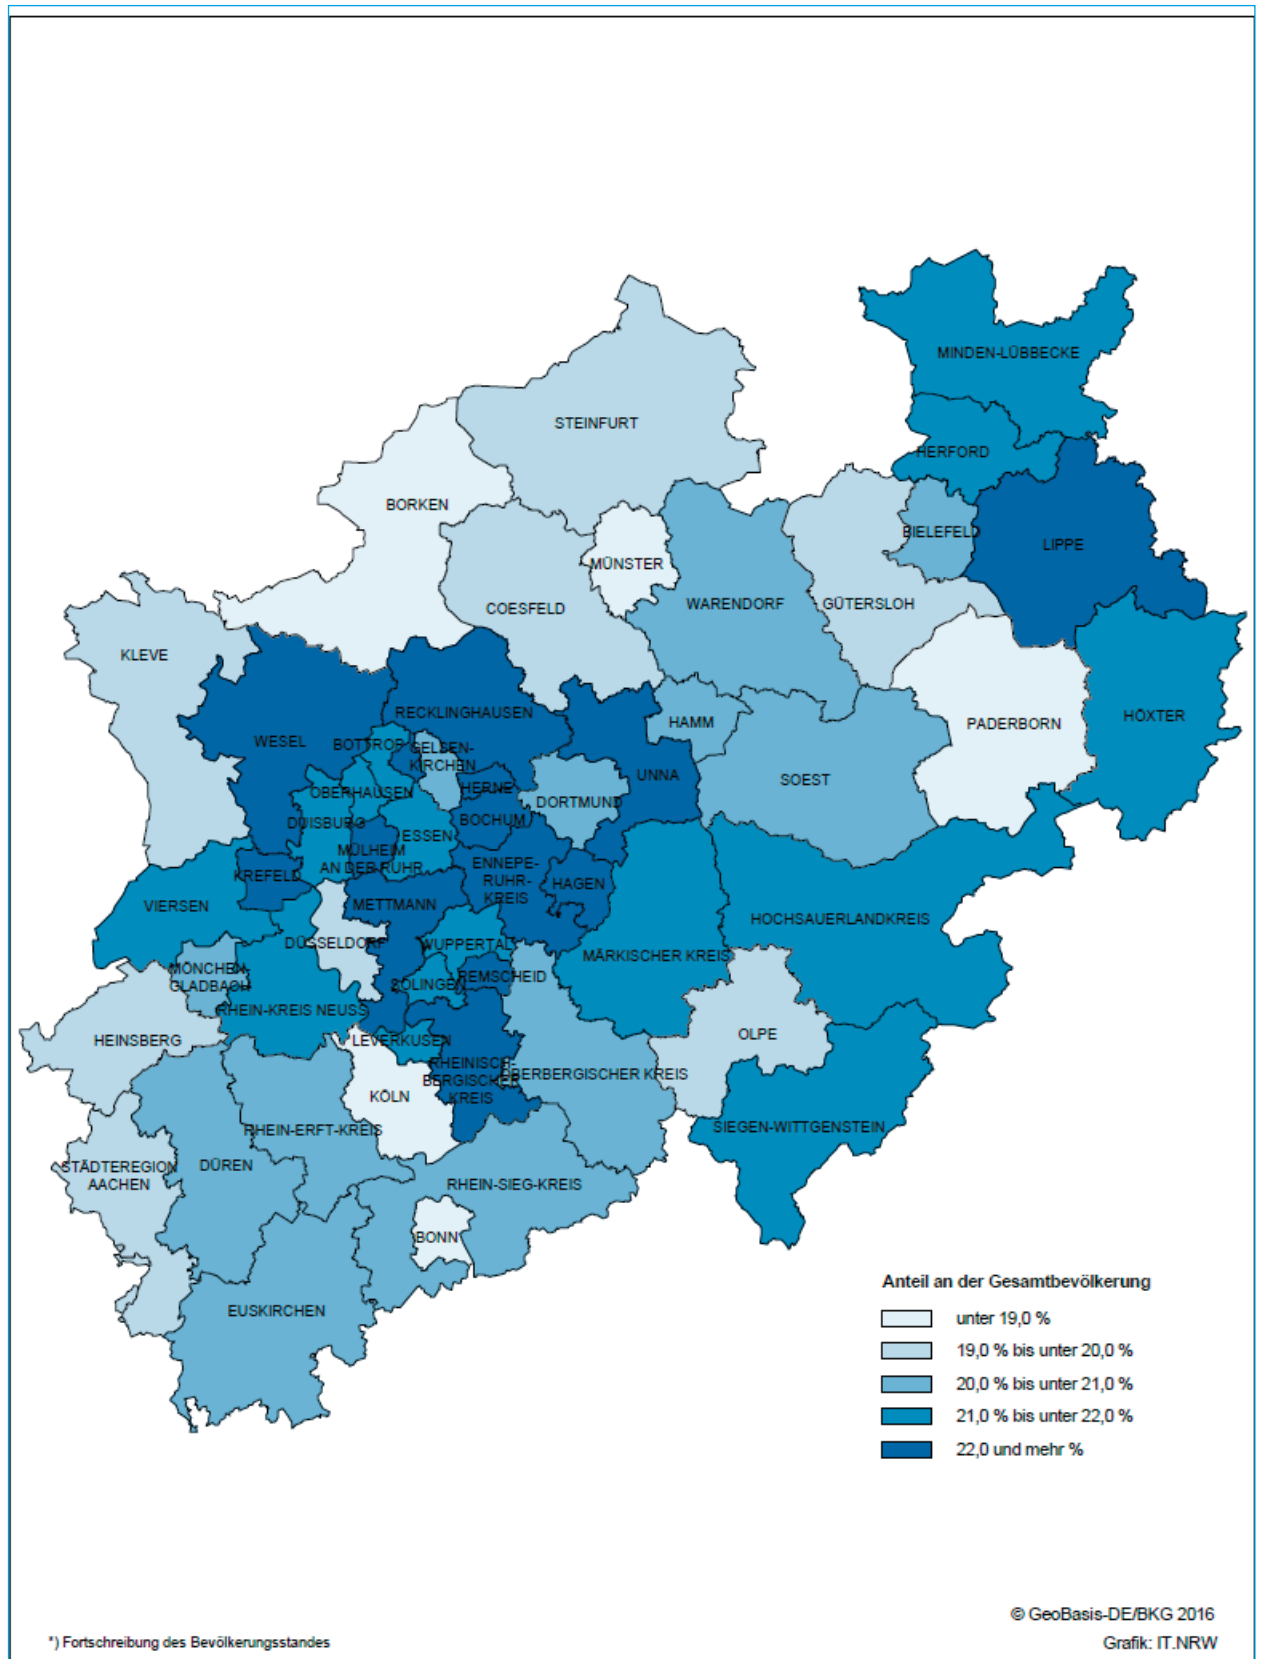 MINDEN-LÜBBECKE
STEINFURT
HERFORD
BORKEN
BIELEFELD
LIPPE
MÜNSTER
COESFELD
WARENDORF
GÜTERSLOH
KLEVE
RECKLINGHAUSEN
HAMM
PADERBORN
HÖXTER
WESEL
BOTTROP
GELSEN-
KIRCHEN
UNNA
SOEST
OBERHAUSEN
HERNE
DORTMUND
DUISBURG
BOCHUM
ESSEN
MÜLHEIM
AN DER RUHR
ENNEPE-
RUHR-
KREIS
KREFELD
HAGEN
VIERSEN
METTMANN
HOCHSAUERLANDKREIS
DÜSSELDORF
WUPPERTAL
MÄRKISCHER KREIS
MÖNCHEN-
GLADBACH
SOLINGEN
REMSCHEID
RHEIN-KREIS NEUSS
HEINSBERG
LEVERKUSEN
OLPE
RHEINISCH-
BERGISCHER
KREIS
OBERBERGISCHER KREIS
KÖLN
RHEIN-ERFT-KREIS
SIEGEN-WITTGENSTEIN
STÄDTEREGION
AACHEN
DÜREN
RHEIN-SIEG-KREIS
BONN
EUSKIRCHEN
Anteil an der Gesamtbevölkerung
unter 19,0 %
19,0 % bis unter 20,0 %
20,0 % bis unter 21,0 %
21,0 % bis unter 22,0 %
22,0 und mehr %
© GeoBasis-DE/BKG 2016
*) Fortschreibung des Bevölkerungsstandes
Grafik: IT.NRW